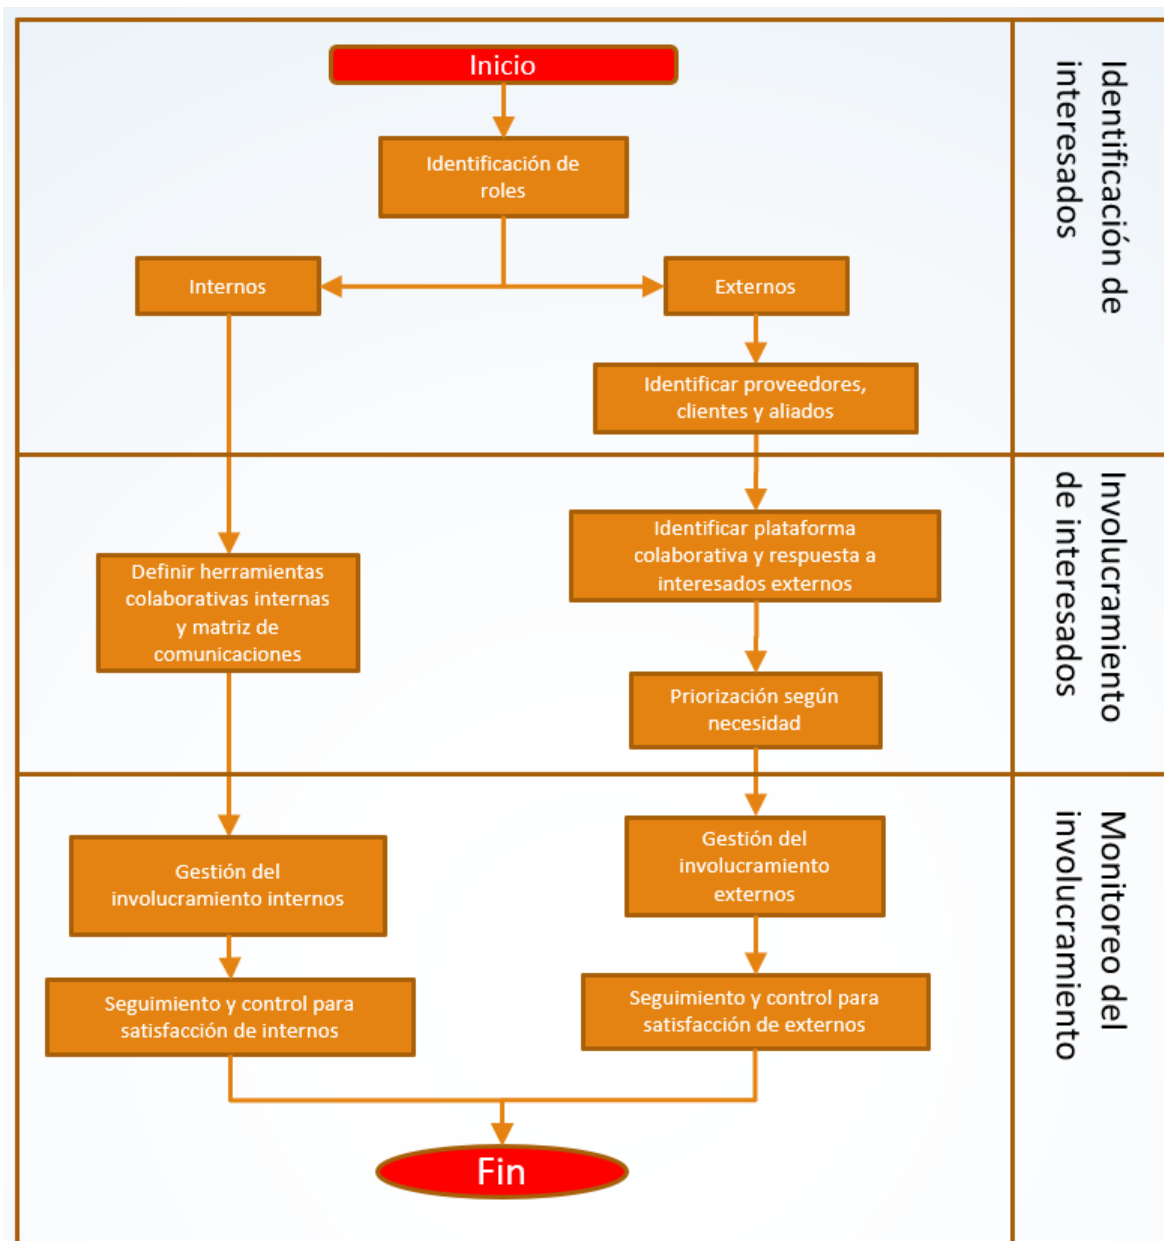 Inicio
Identificación de
roles
Internos
Externos
Identificar proveedores,
clientes y aliados
Identificación de
interesados
Definir herramientas
colaborativas internas
y matriz de
comunicaciones
Identificar plataforma
colaborativa y respuesta a
interesados externos
Priorización según
necesidad
Involucramiento
de interesados
Gestión del
involucramiento internos
Gestión del
involucramiento
externos
Seguimiento y control para
satisfacción de internos
Seguimiento y control para
satisfacción de externos
Fin
Monitoreo del
involucramiento